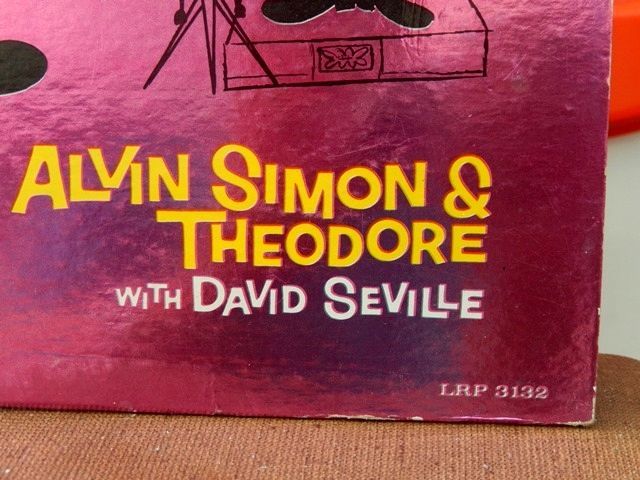 ALVIN SIMON &
THEODORE
WITH DAVID SEVILLE
LRP 3132